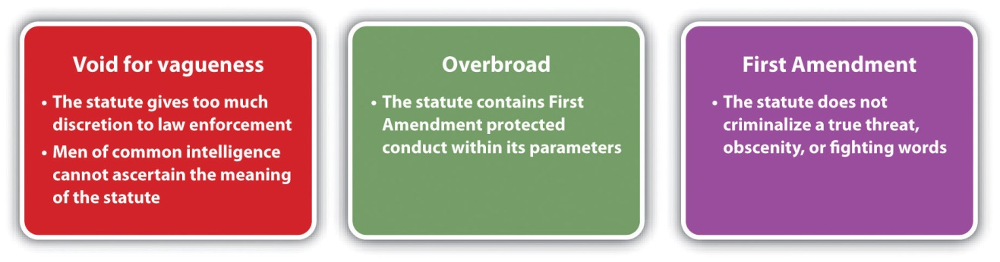 Void for vagueness
• The statute gives too much
discretion to law enforcement
• Men of common intelligence
cannot ascertain the meaning
of the statute
Overbroad
• The statute contains First
Amendment protected
conduct within its parameters
First Amendment
• The statute does not
criminalize a true threat,
obscenity, or fighting words